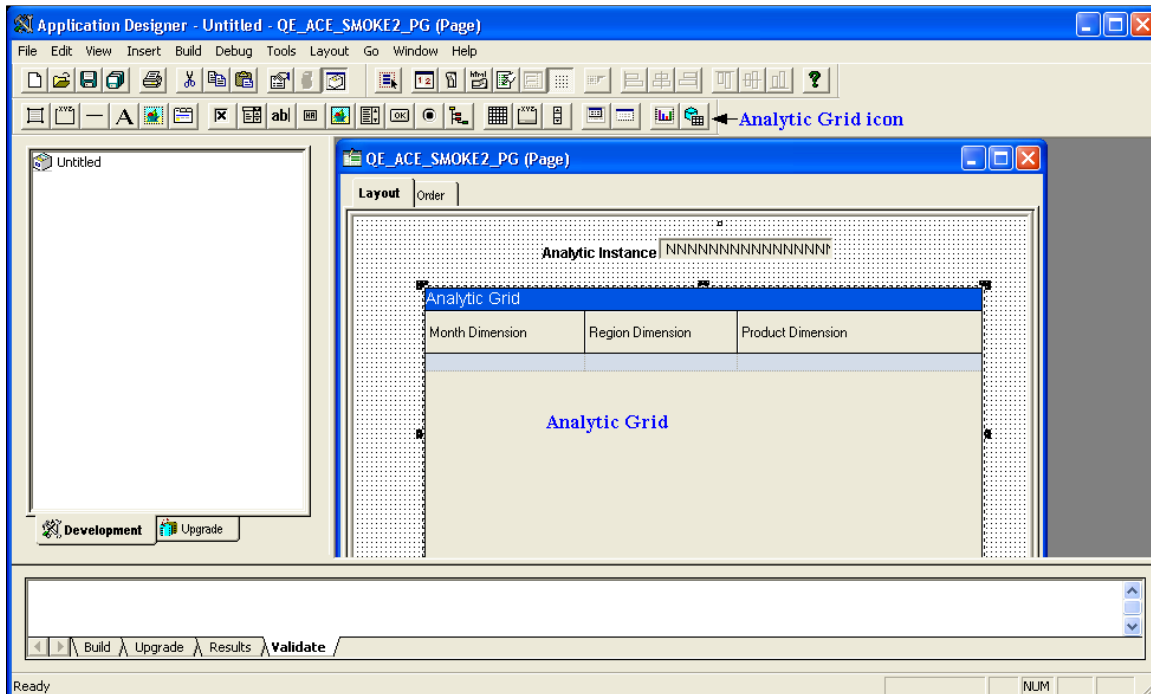 Application Designer - Untitled - QE_ACE_SMOKE2_PG (Page)
File Edit View Insert Build Debug Tools Layout Go Window Help
Analytic Grid icon
Untitled
QE_ACE_SMOKE2_PG (Page)
Layout Order
Analytic Instance NNNNNNNNNNNNNNNN
Analytic Grid
Month Dimension Region Dimension Product Dimension
Analytic Grid
Development Upgrade
Build Upgrade Results Validate
Ready NUM